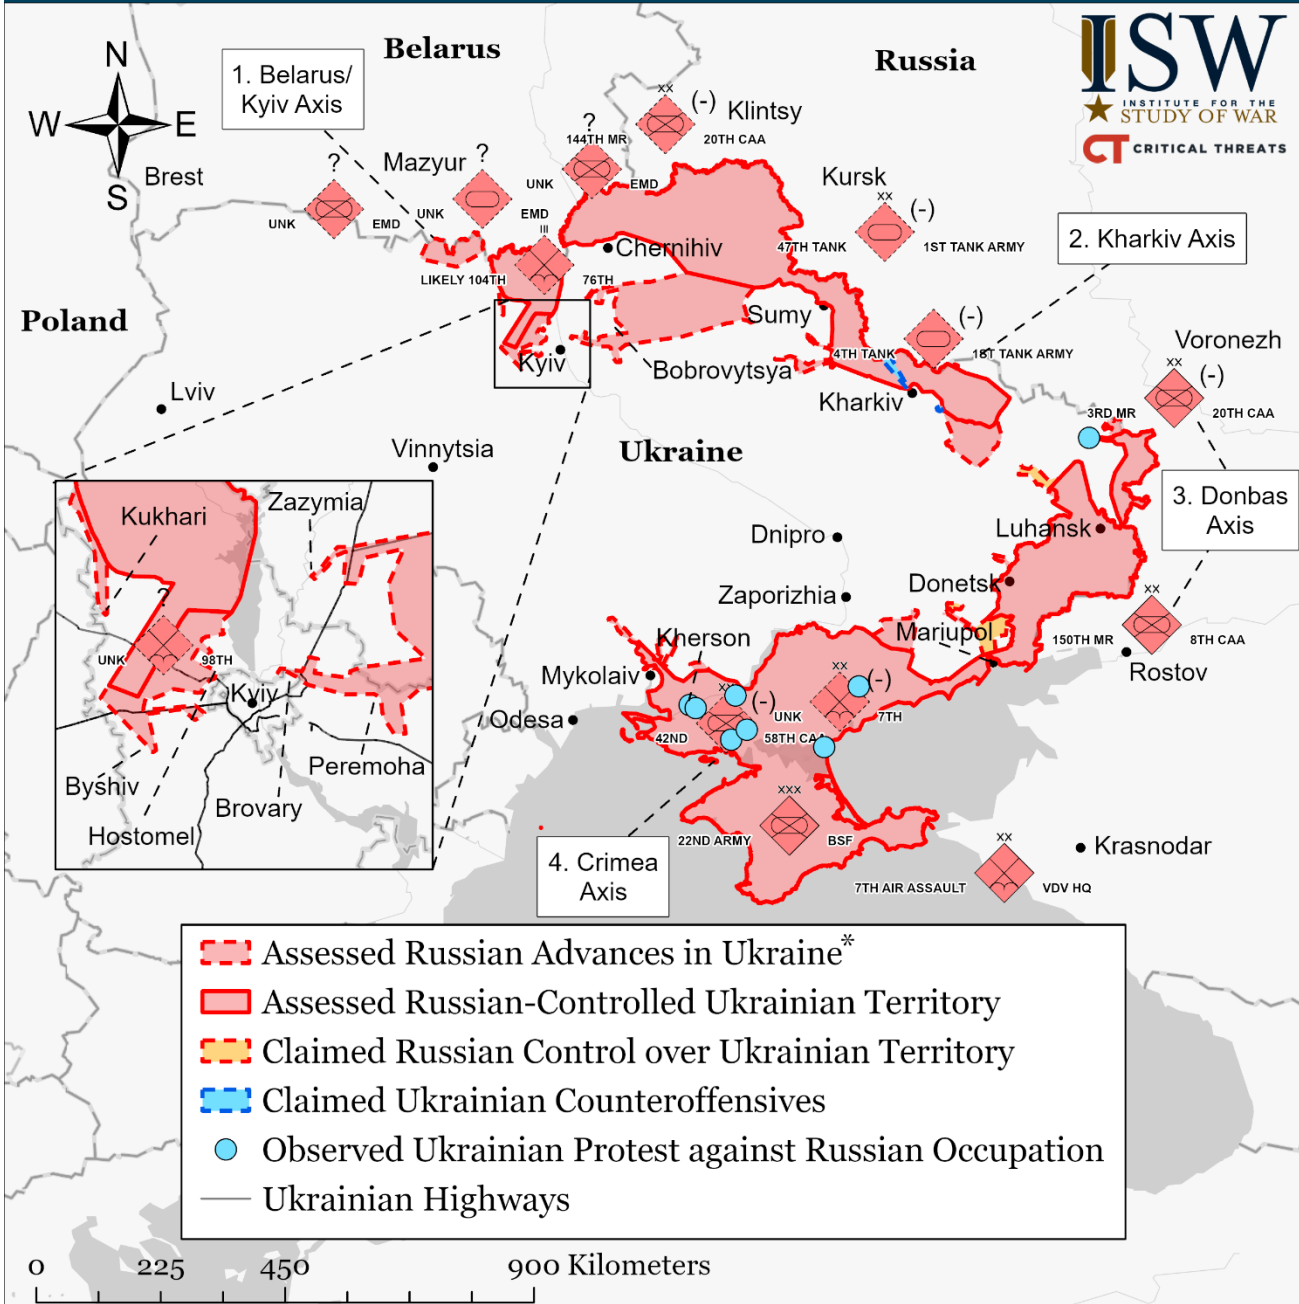 Belarus
Russia
ISW
INSTITUTE FOR THE
STUDY OF WAR
CT CRITICAL THREATS
N
W E
S
1. Belarus/
Kyiv Axis
xx
(-)
Klintsy
20TH CAA
?
144TH MR
UNK
EMD
Mazyur
?
UNK
EMD
Brest
?
UNK
EMD
Kursk
xx
(-)
47TH TANK
1ST TANK ARMY
2. Kharkiv Axis
Chernihiv
III
LIKELY 104TH
76TH
Poland
Sumy
(-)
4TH TANK
1ST TANK ARMY
Voronezh
xx
(-)
3RD MR
20TH CAA
Kyiv
Bobrovytsya
Kharkiv
Lviv
Vinnytsia
Ukraine
3. Donbas
Axis
Zazymia
Kukhari
?
UNK
98TH
Kyiv
Byshiv
Peremoha
Brovary
Hostomel
Dnipro
Luhansk
Zaporizhia
Donetsk
Mariupol
xx
150TH MR
8TH CAA
Rostov
Kherson
Mykolaiv
Odesa
xx
(-)
42ND
58TH CAA
xx
(-)
UNK
7TH
xxx
22ND ARMY
BSF
4. Crimea
Axis
Krasnodar
xx
7TH AIR ASSAULT
VDV HQ
Assessed Russian Advances in Ukraine*
Assessed Russian-Controlled Ukrainian Territory
Claimed Russian Control over Ukrainian Territory
Claimed Ukrainian Counteroffensives
Observed Ukrainian Protest against Russian Occupation
Ukrainian Highways
0 225 450 900 Kilometers